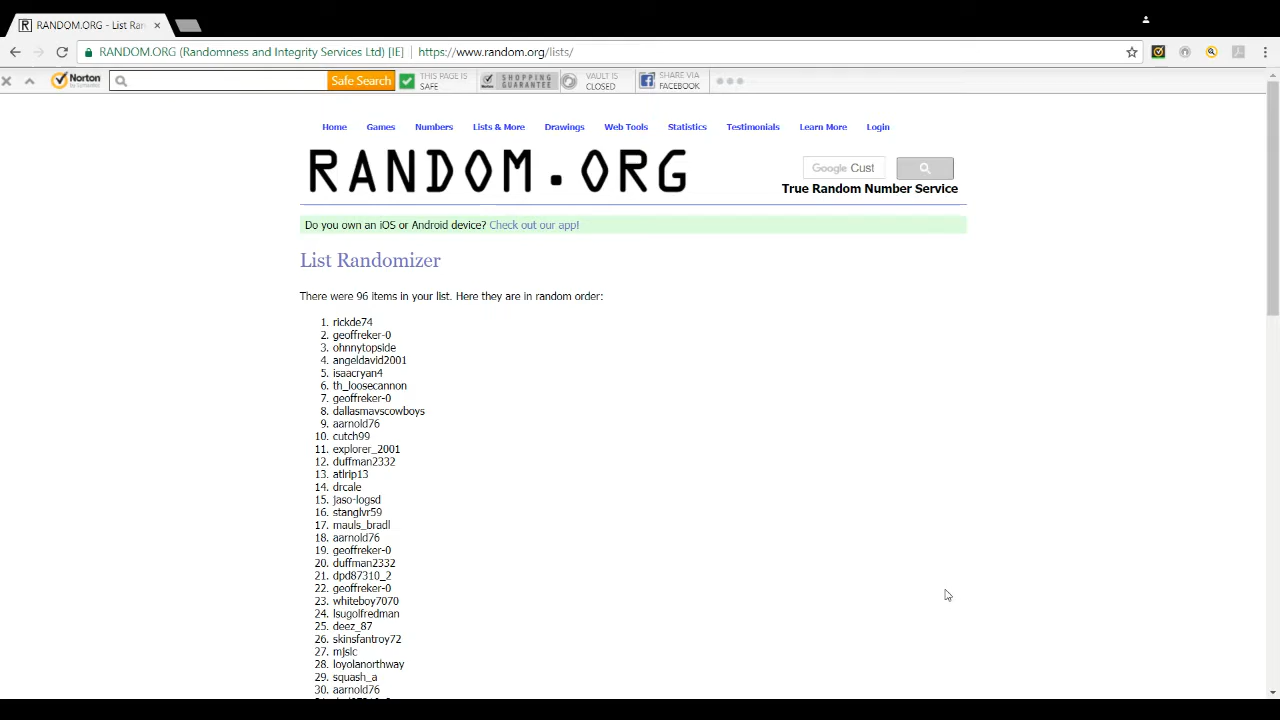 RANDOM.ORG - List Ran
RANDOM.ORG (Randomness and Integrity Services Ltd) [IE] https://www.random.org/lists/
Norton by Symantec
Safe Search
THIS PAGE IS SAFE
SHOPPING GUARANTEE
VAULT IS CLOSED
SHARE VIA FACEBOOK
Home Games Numbers Lists & More Drawings Web Tools Statistics Testimonials Learn More Login
RANDOM.ORG
Google Cust
True Random Number Service
Do you own an iOS or Android device? Check out our app!
List Randomizer
There were 96 items in your list. Here they are in random order:
1. rickde74
2. geoffreker-0
3. ohnnytopside
4. angeldavid2001
5. isaacryan4
6. th_loosecannon
7. geoffreker-0
8. dallasmavscowboys
9. aarnold76
10. cutch99
11. explorer_2001
12. duffman2332
13. atlrip13
14. drcale
15. jaso-logsd
16. stanglvr59
17. mauls_bradl
18. aarnold76
19. geoffreker-0
20. duffman2332
21. dpd87310_2
22. geoffreker-0
23. whiteboy7070
24. lsugolfredman
25. deez_87
26. skinsfantroy72
27. mjslc
28. loyolanorthway
29. squash_a
30. aarnold76